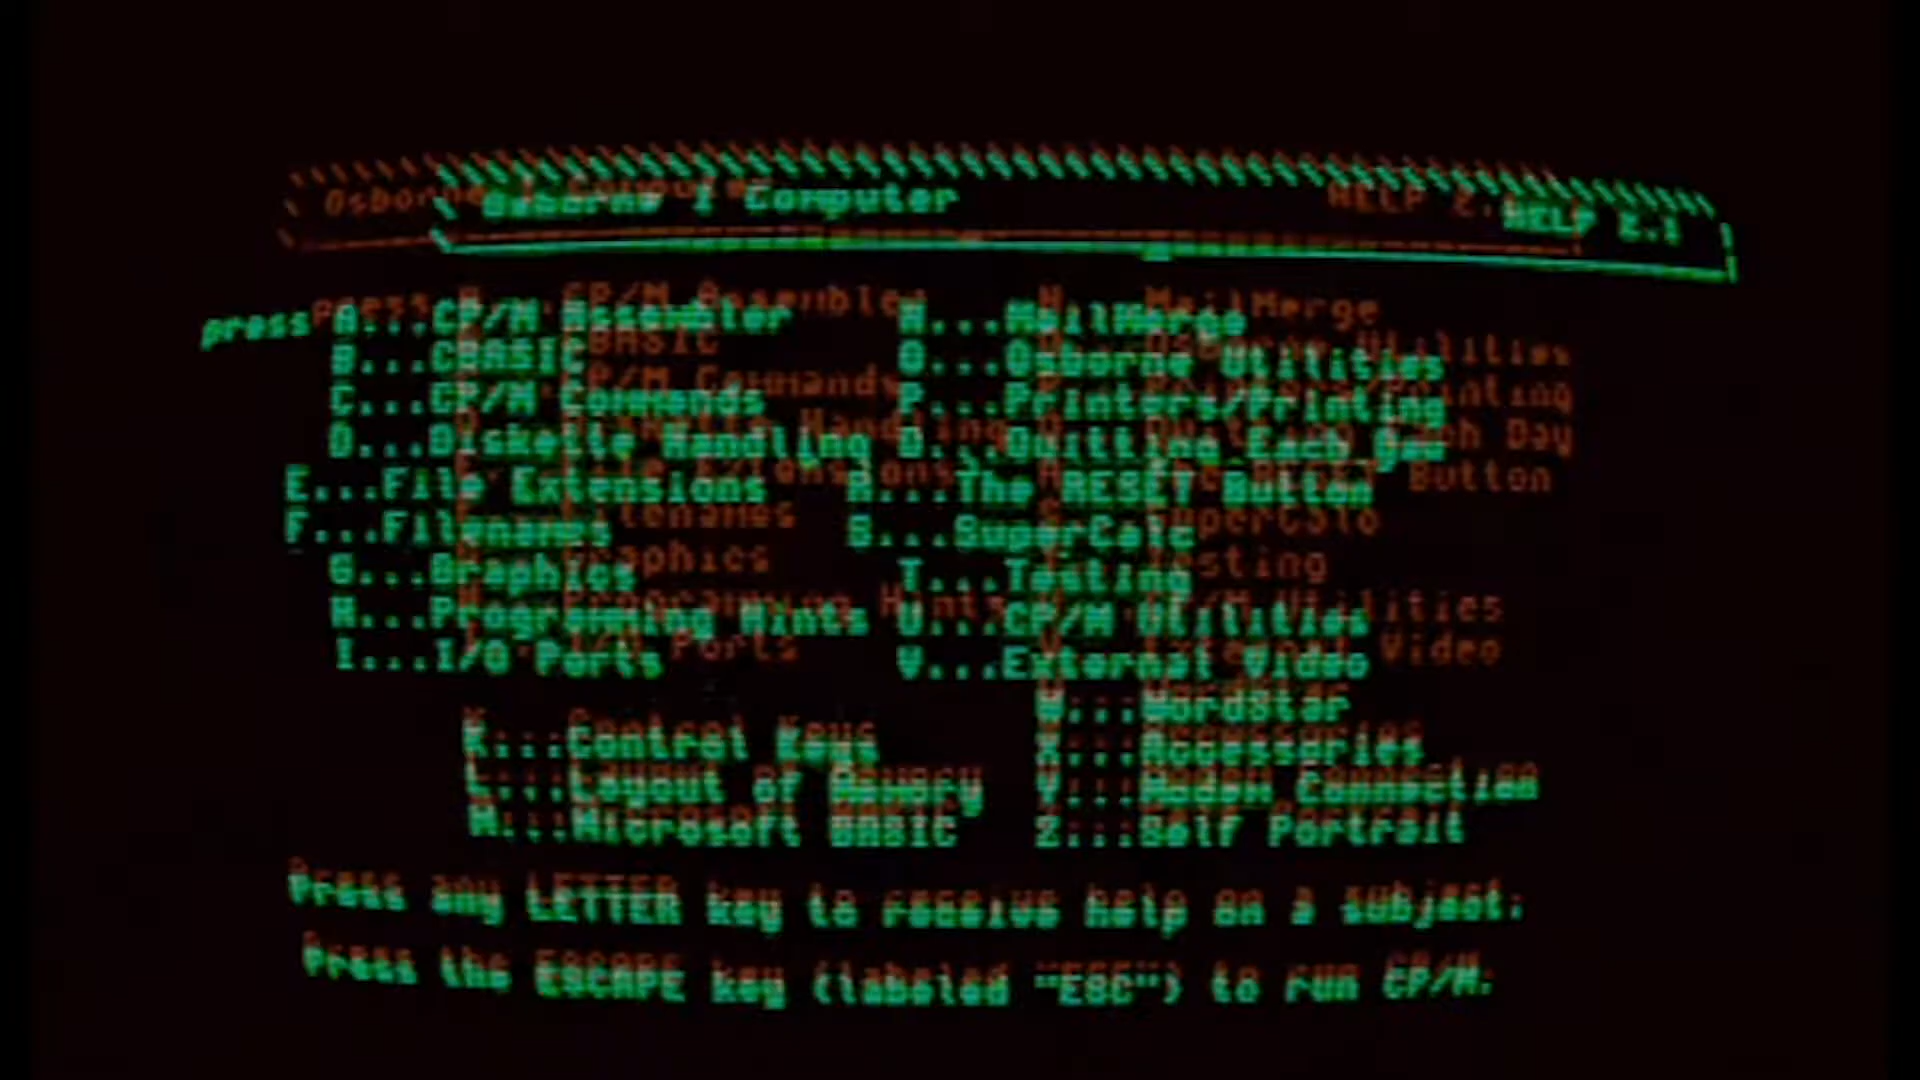 Osborne 1 Computer HELP 2.1
press A...CP/M Assembler N...MailMerge
B...CBASIC O...Osborne Utilities
C...CP/M Commands P...Printers/Printing
D...Diskette Handling Q...Quitting Each Day
E...File Extensions R...The RESET Button
F...Filenames S...SuperCalc
G...Graphics T...Testing
H...Programming Hints U...CP/M Utilities
I...I/O Ports V...External Video
W...WordStar
K...Control Keys X...Accessories
L...Layout of Memory Y...Modem Connection
M...Microsoft BASIC Z...Self Portrait
Press any LETTER key to receive help on a subject.
Press the ESCAPE key (labeled "ESC") to run CP/M.